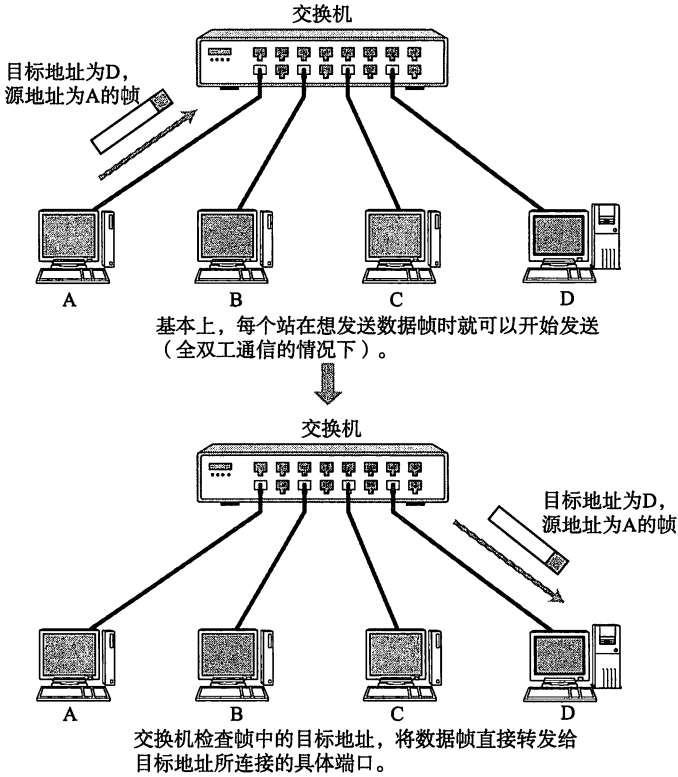 交换机
目标地址为D，
源地址为A的帧
A
B
C
D
基本上，每个站在想发送数据帧时就可以开始发送
（全双工通信的情况下）。
交换机
目标地址为D，
源地址为A的帧
A
B
C
D
交换机检查帧中的目标地址，将数据帧直接转发给
目标地址所连接的具体端口。